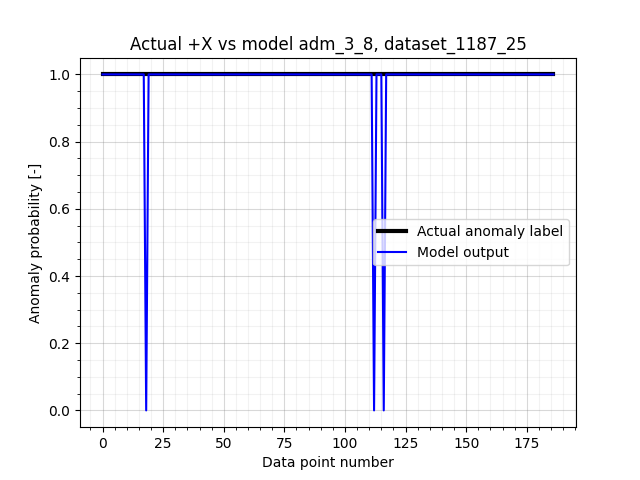 Actual +X vs model adm_3_8, dataset_1187_25
Anomaly probability [-]
1.0
0.8
0.6
0.4
0.2
0.0
Actual anomaly label
Model output
0 25 50 75 100 125 150 175
Data point number